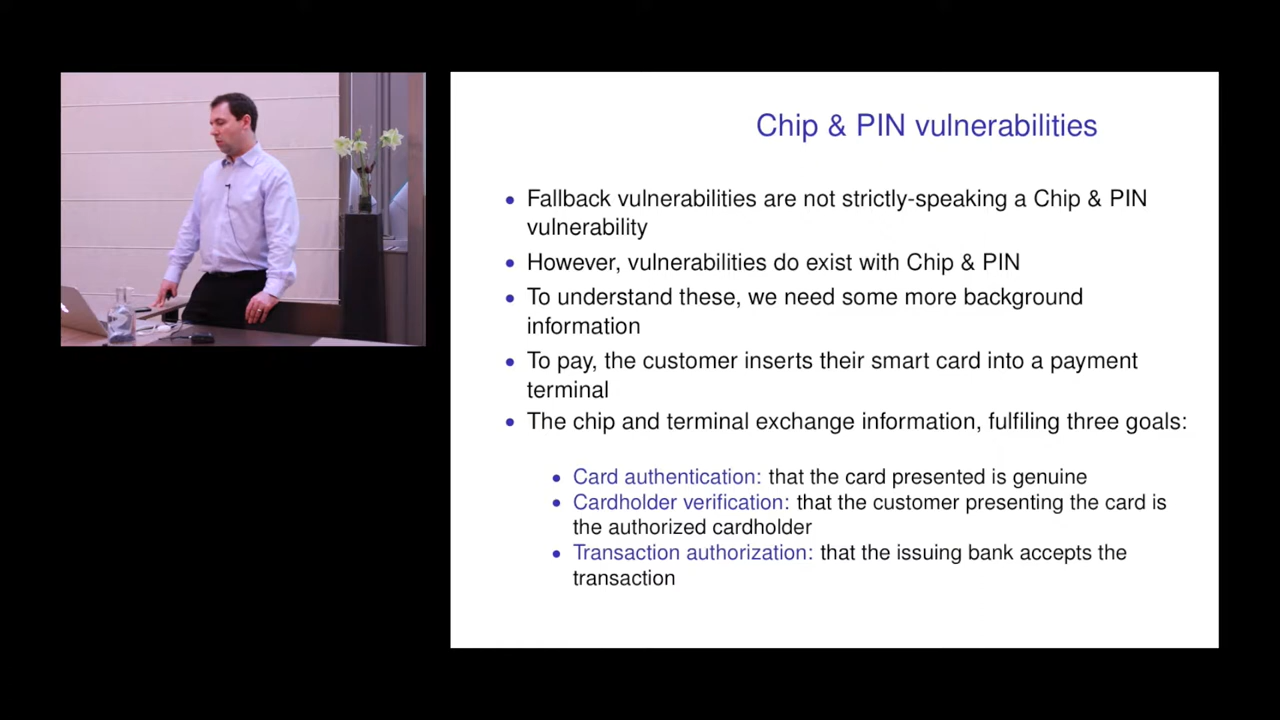 Chip & PIN vulnerabilities
• Fallback vulnerabilities are not strictly-speaking a Chip & PIN
vulnerability
• However, vulnerabilities do exist with Chip & PIN
• To understand these, we need some more background
information
• To pay, the customer inserts their smart card into a payment
terminal
• The chip and terminal exchange information, fulfiling three goals:
• Card authentication: that the card presented is genuine
• Cardholder verification: that the customer presenting the card is
the authorized cardholder
• Transaction authorization: that the issuing bank accepts the
transaction